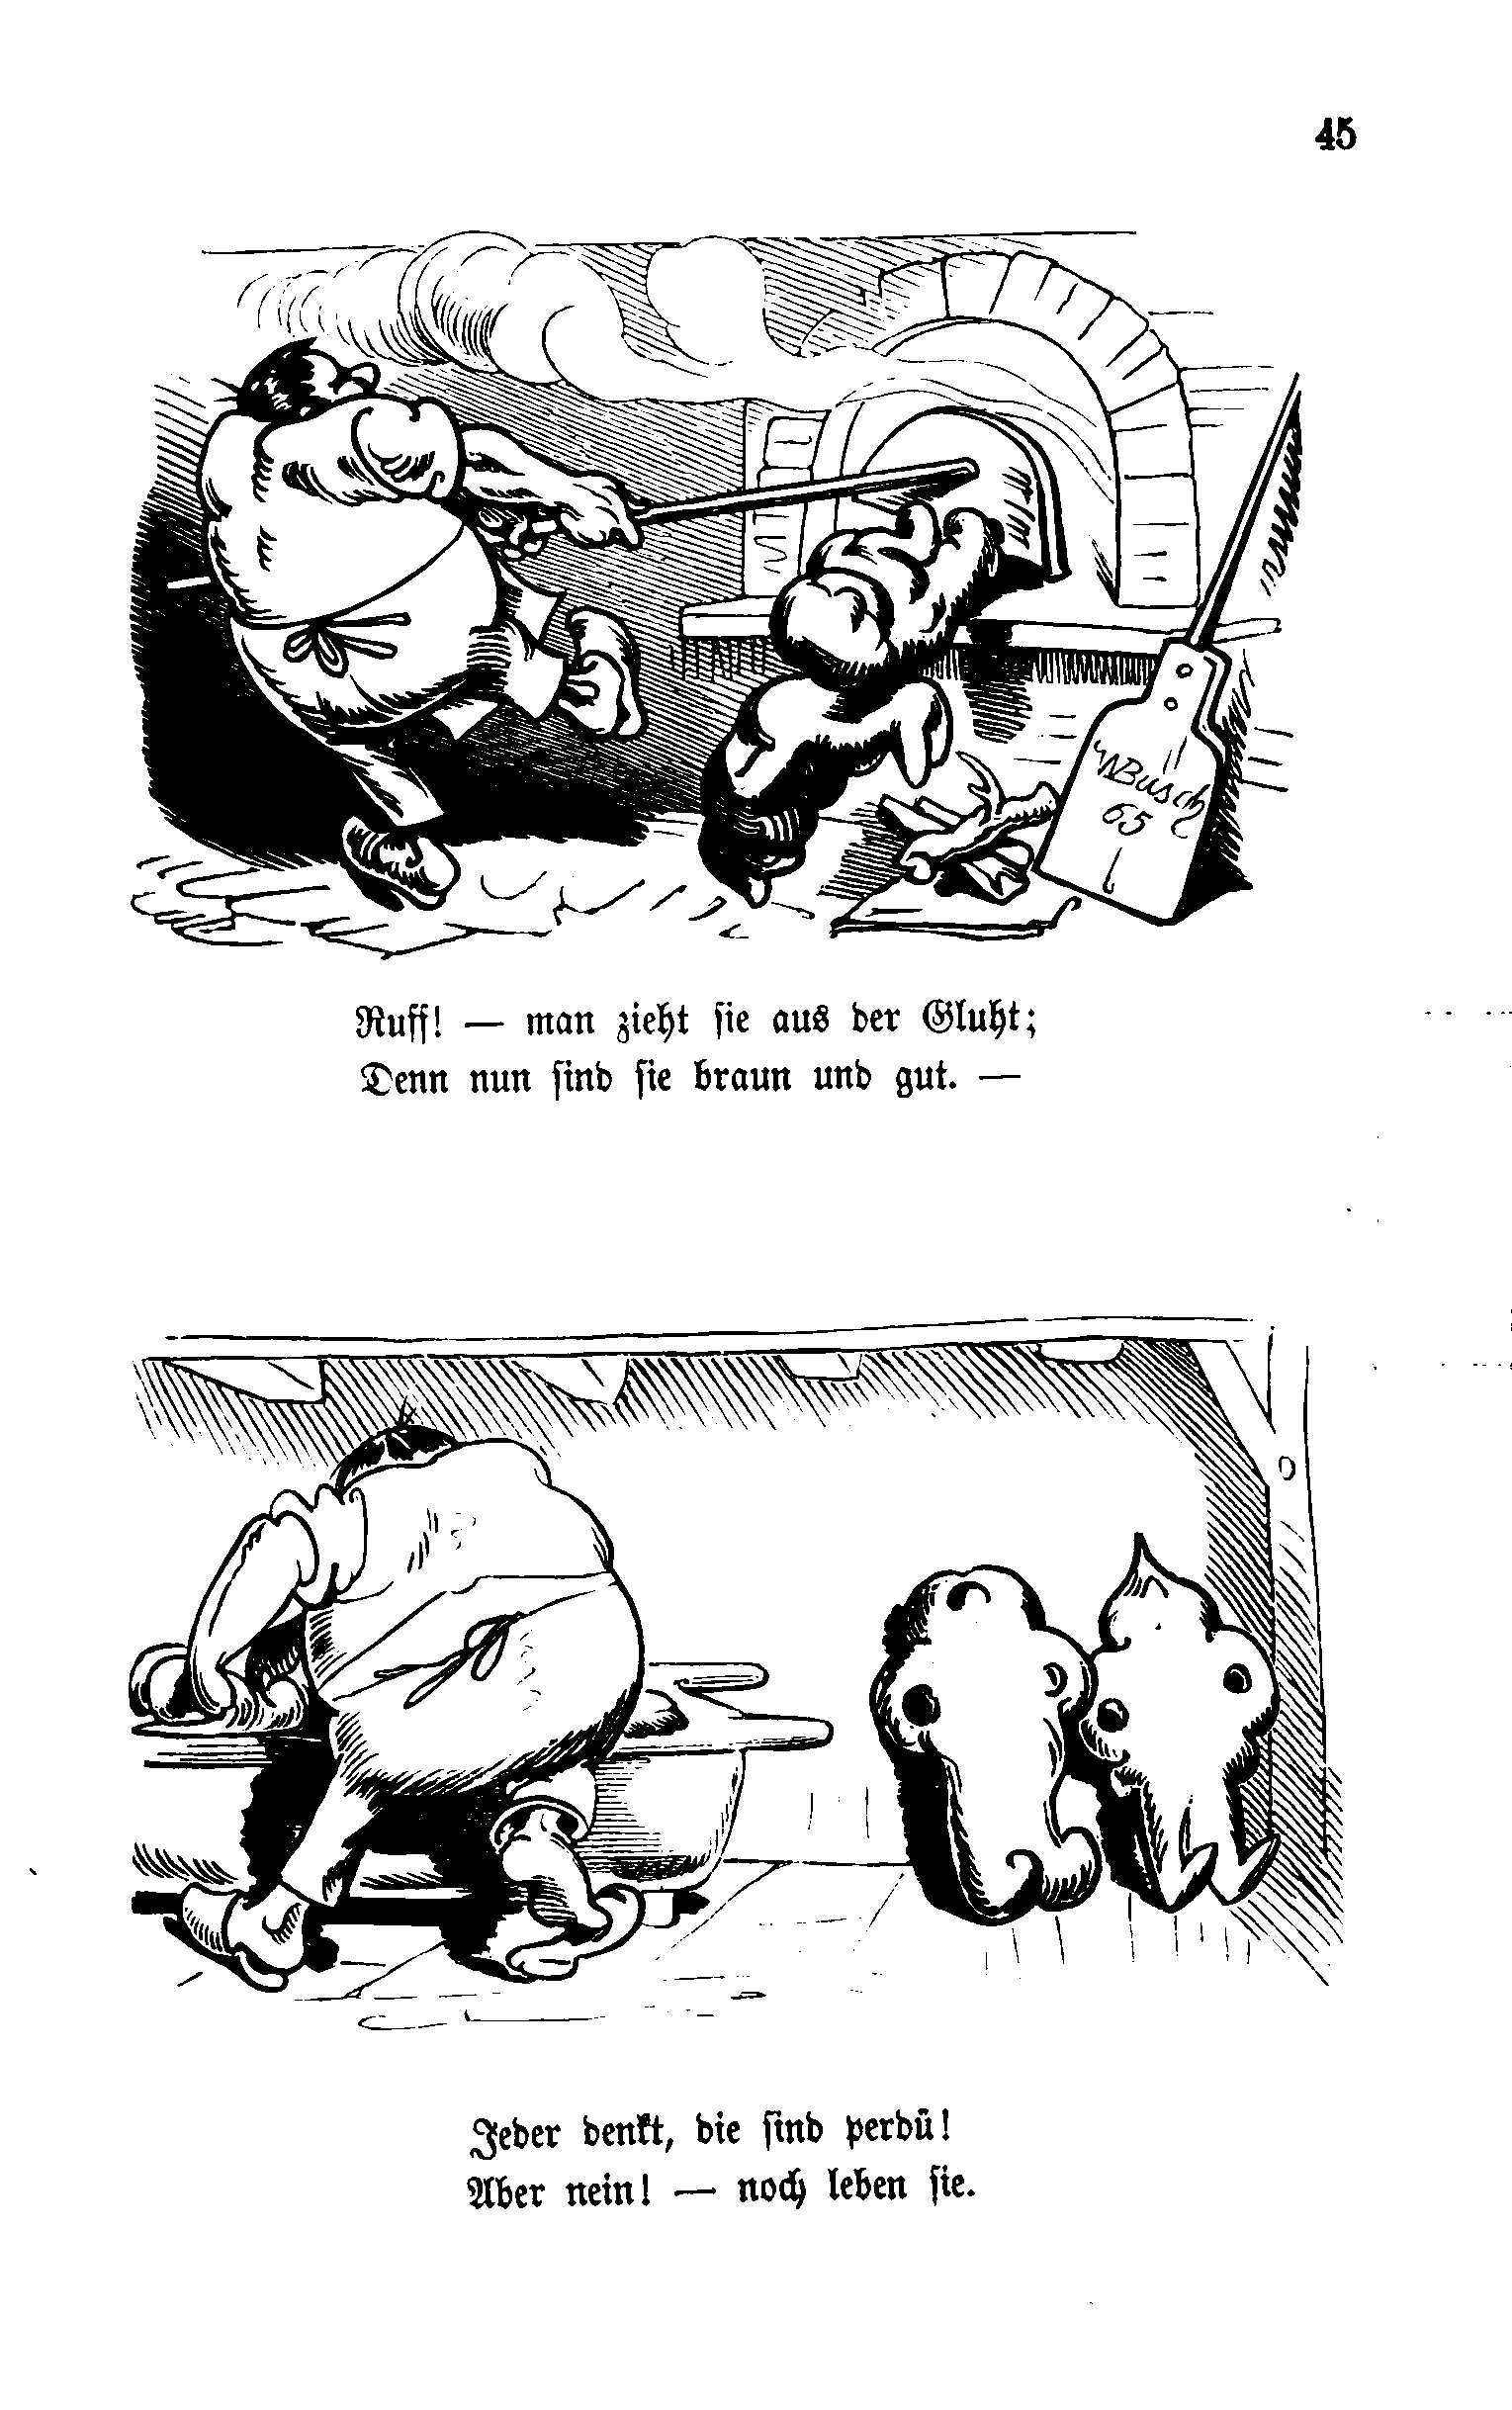 45
WBusch
65
Ruff! — man zieht sie aus der Gluht;
Denn nun sind sie braun und gut. —
Jeder denkt, die sind perdü!
Aber nein! — noch leben sie.